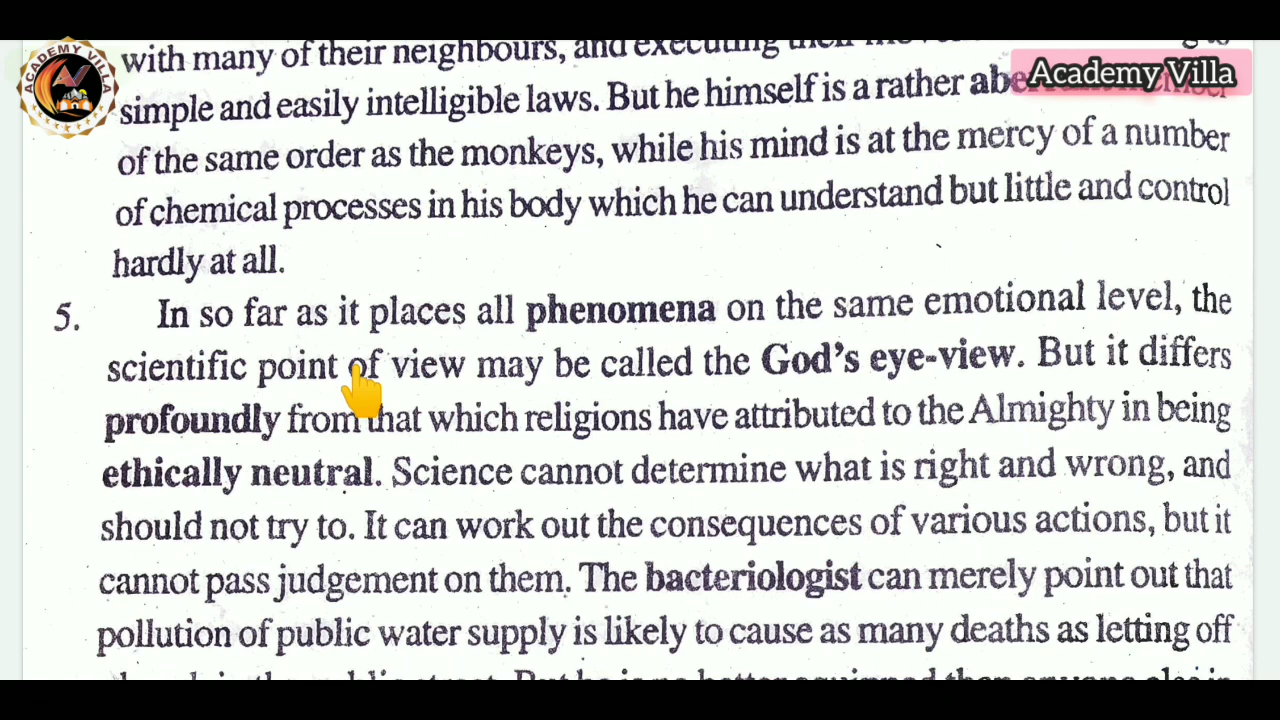 ACADEMY VILLA
Academy Villa
with many of their neighbours, and executing their to
simple and easily intelligible laws. But he himself is a rather
of the same order as the monkeys, while his mind is at the mercy of a number
of chemical processes in his body which he can understand but little and control
hardly at all.
5. In so far as it places all phenomena on the same emotional level, the
scientific point of view may be called the God's eye-view. But it differs
profoundly from that which religions have attributed to the Almighty in being
ethically neutral. Science cannot determine what is right and wrong, and
should not try to. It can work out the consequences of various actions, but it
cannot pass judgement on them. The bacteriologist can merely point out that
pollution of public water supply is likely to cause as many deaths as letting off